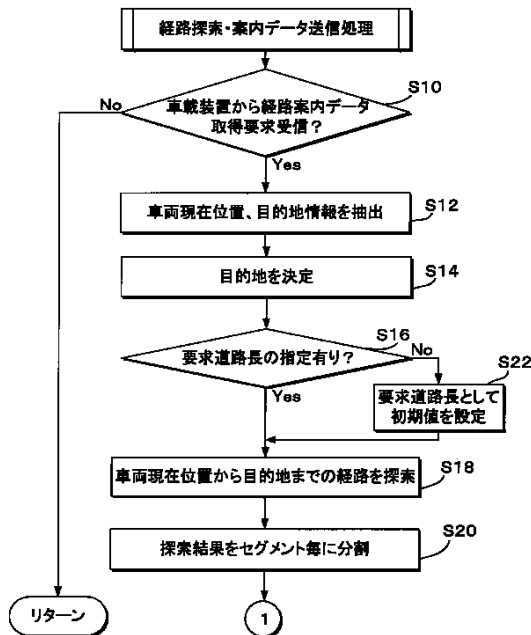 経路探索・案内データ送信処理
S10
No
車載装置から経路案内データ
取得要求受信？
Yes
S12
車両現在位置、目的地情報を抽出
S14
目的地を決定
S16
要求道路長の指定有り？
No
S22
Yes
要求道路長として
初期値を設定
S18
車両現在位置から目的地までの経路を探索
S20
探索結果をセグメント毎に分割
リターン
1